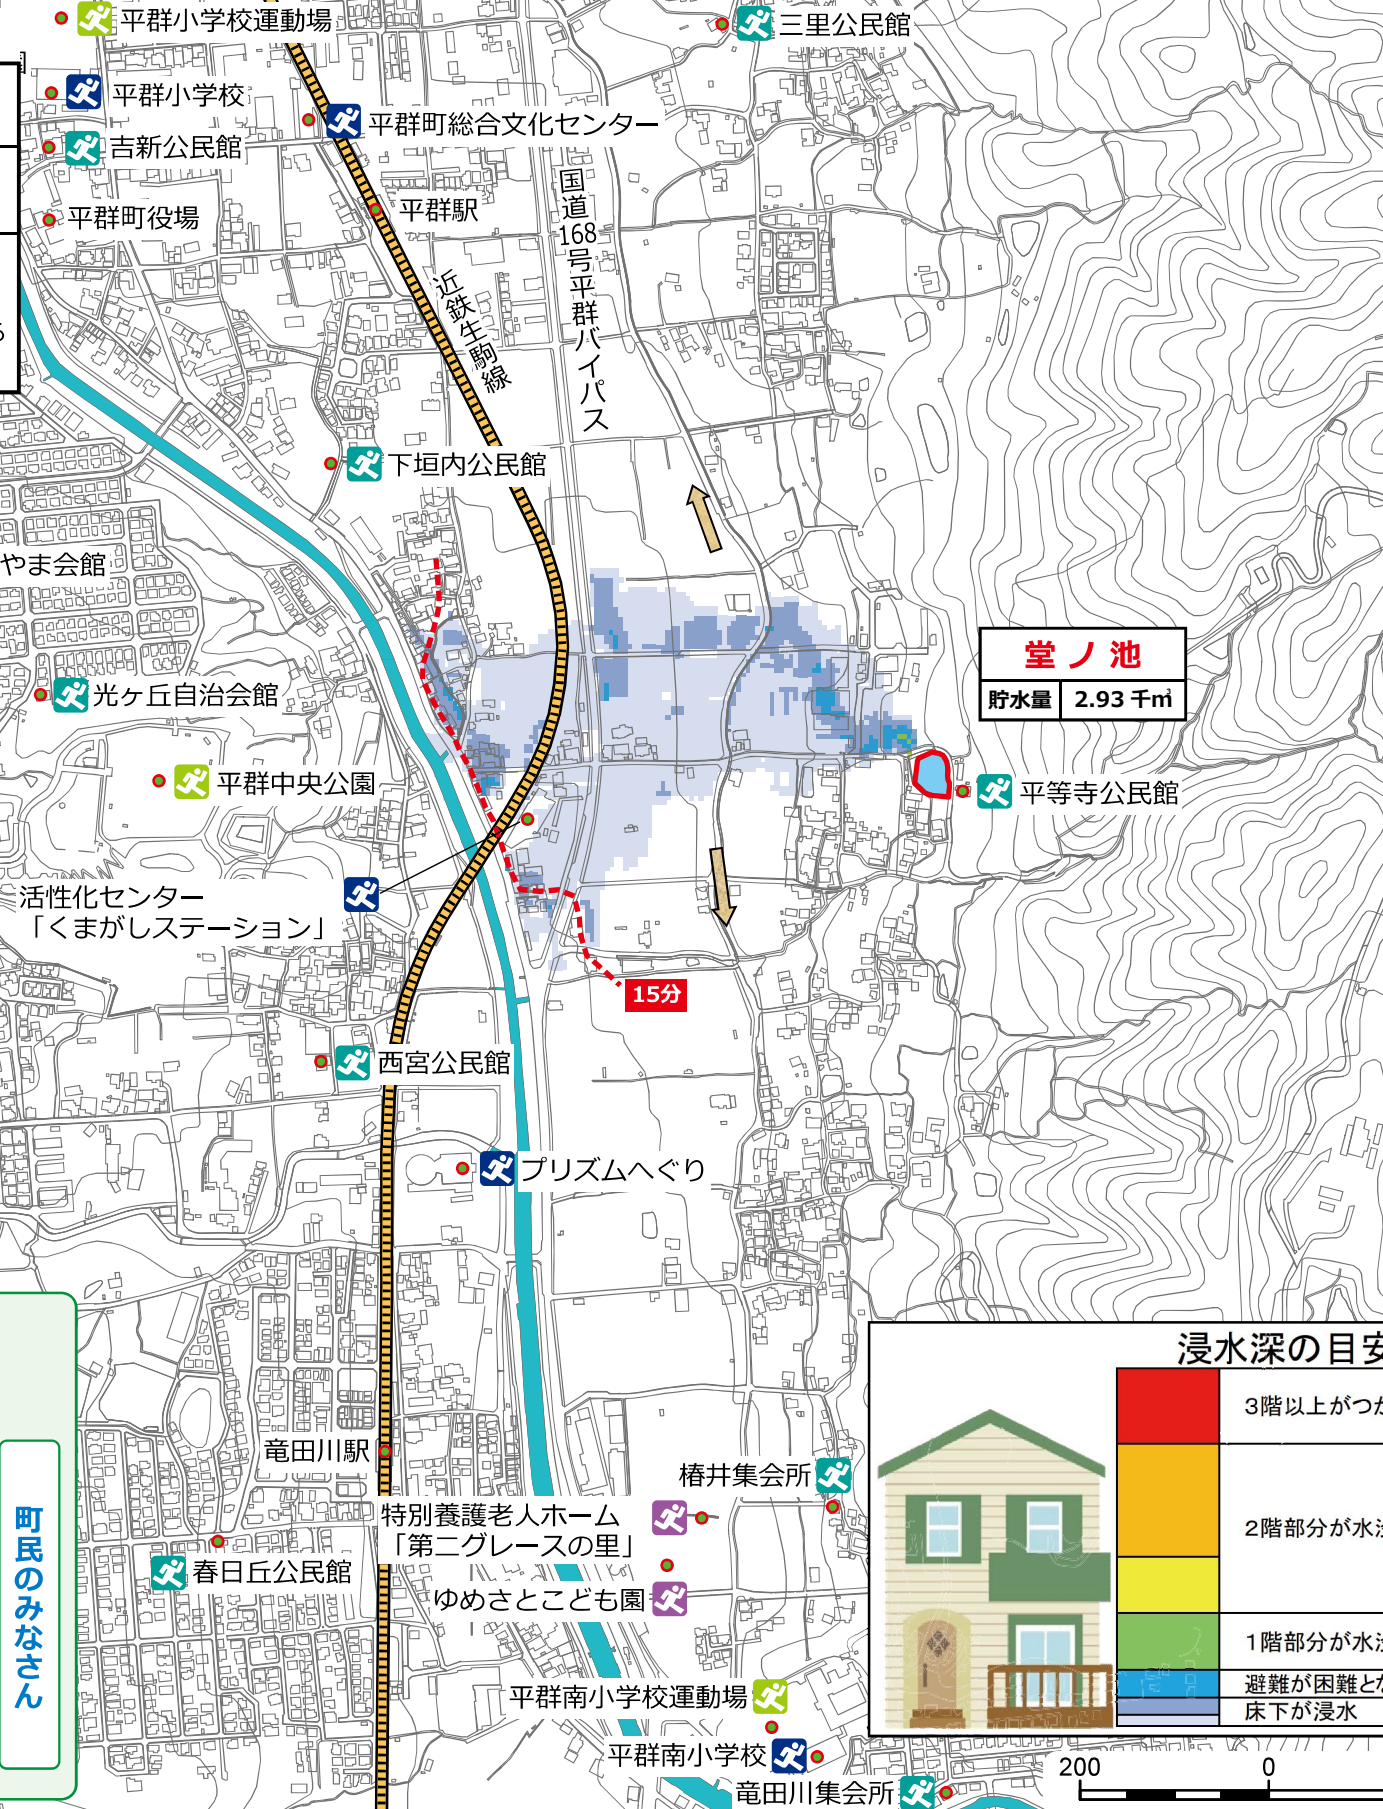 平群小学校運動場
三里公民館
平群小学校
平群町総合文化センター
吉新公民館
平群町役場
平群駅
国道168号平群バイパス
近鉄生駒線
下垣内公民館
やま会館
堂ノ池
貯水量 2.93 千㎥
光ヶ丘自治会館
平群中央公園
平等寺公民館
活性化センター
「くまがしステーション」
15分
西宮公民館
プリズムへぐり
浸水深の目安
3階以上がつか
2階部分が水没
1階部分が水没
避難が困難とな
床下が浸水
竜田川駅
椿井集会所
特別養護老人ホーム
「第二グレースの里」
ゆめさとこども園
春日丘公民館
町民のみなさん
平群南小学校運動場
平群南小学校
竜田川集会所
200 0